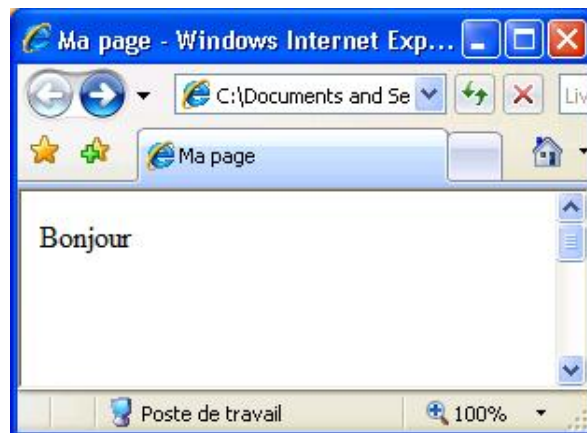 Ma page - Windows Internet Exp...
C:\Documents and Se
Liv
Ma page
Bonjour
Poste de travail
100%